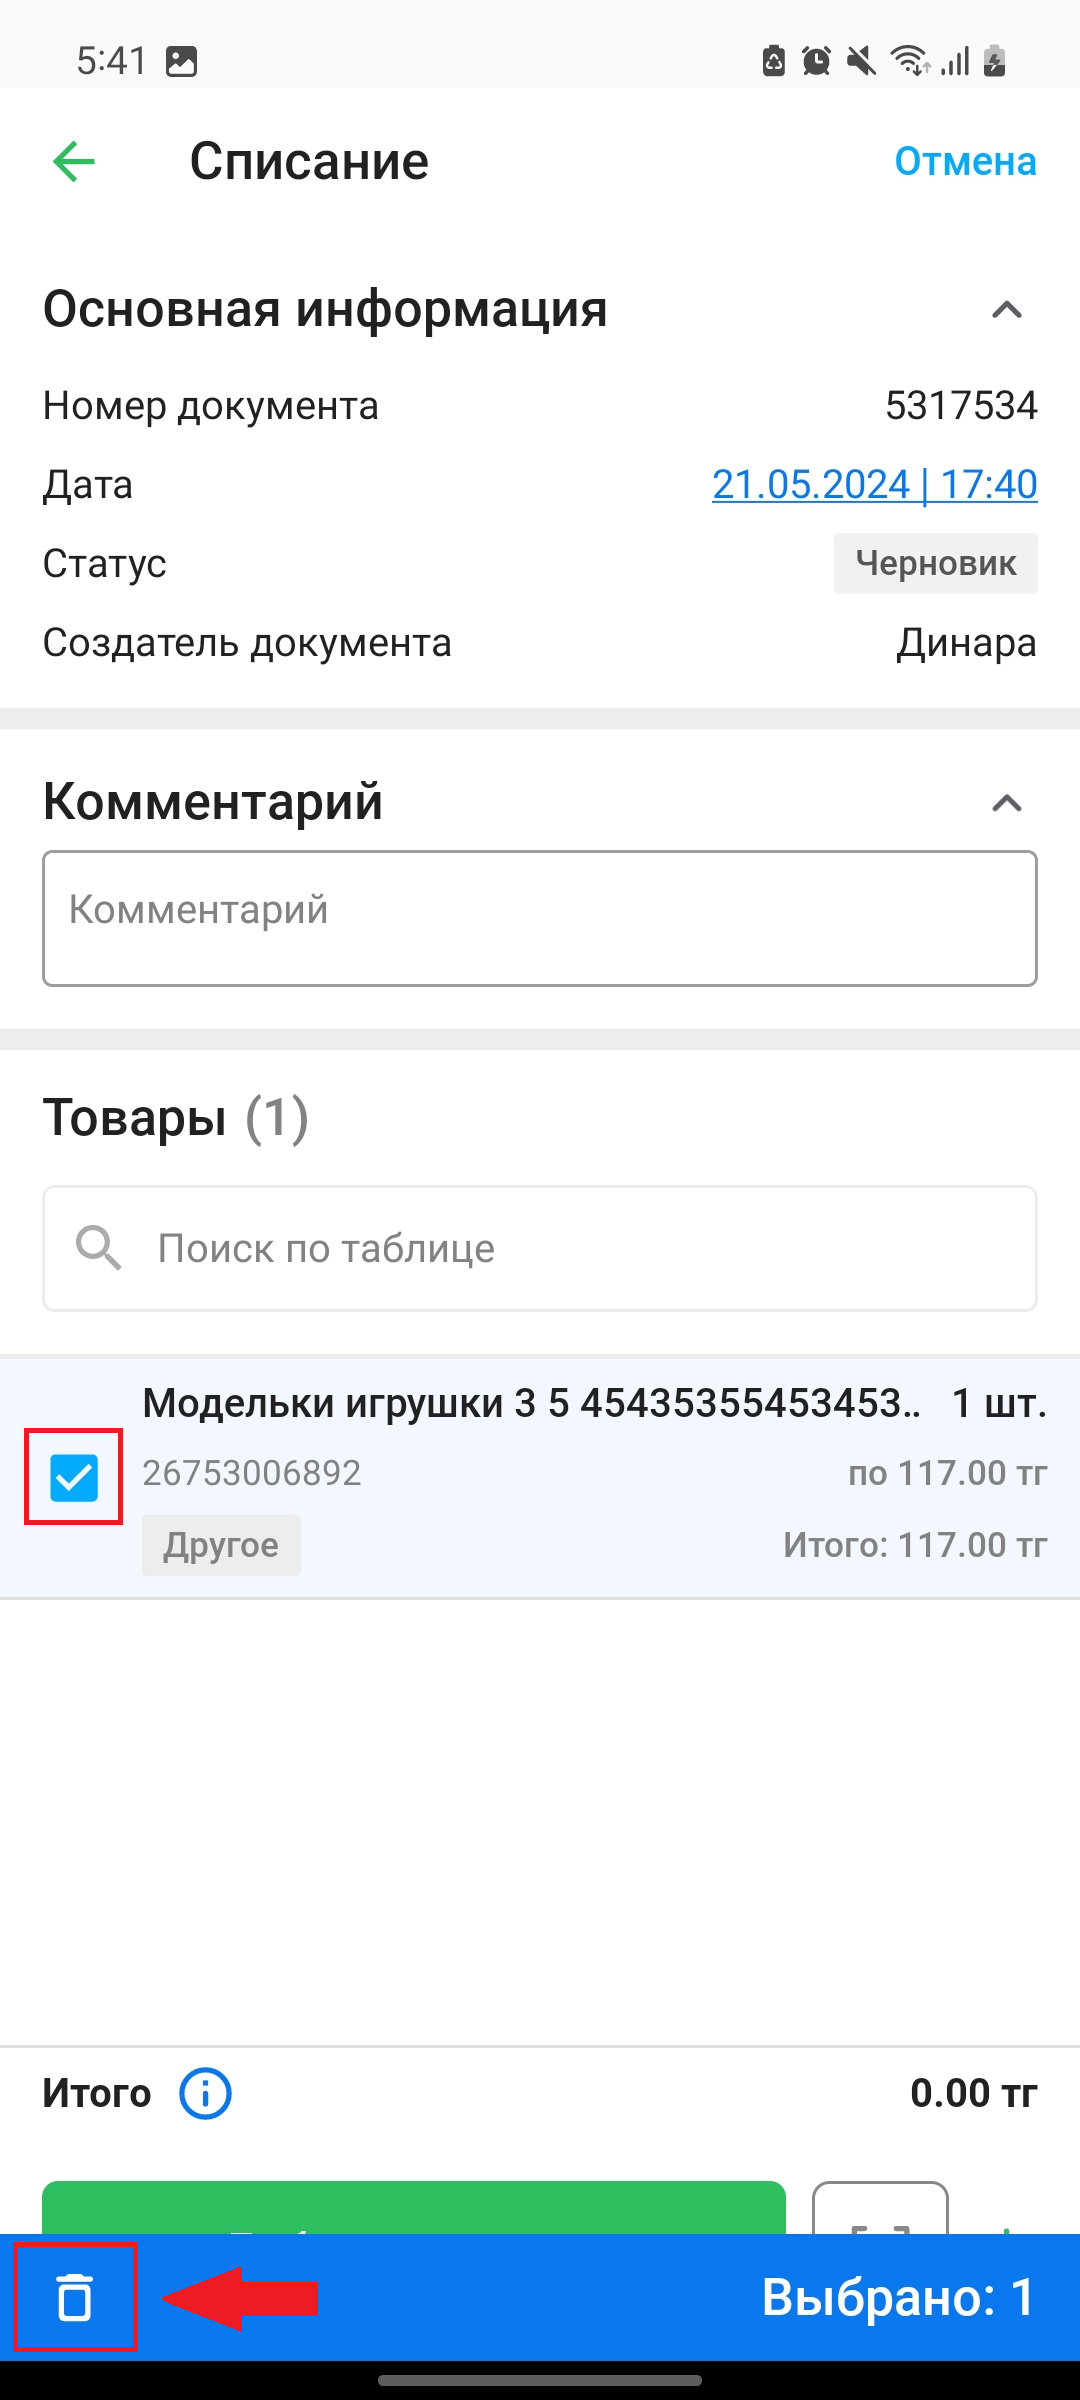 5:41
Списание
Отмена
Основная информация
Номер документа 5317534
Дата 21.05.2024 | 17:40
Статус Черновик
Создатель документа Динара
Комментарий
Комментарий
Товары (1)
Поиск по таблице
Модельки игрушки 3 5 45435355453453.. 1 шт.
26753006892 по 117.00 тг
Другое Итого: 117.00 тг
Итого 0.00 тг
Выбрано: 1